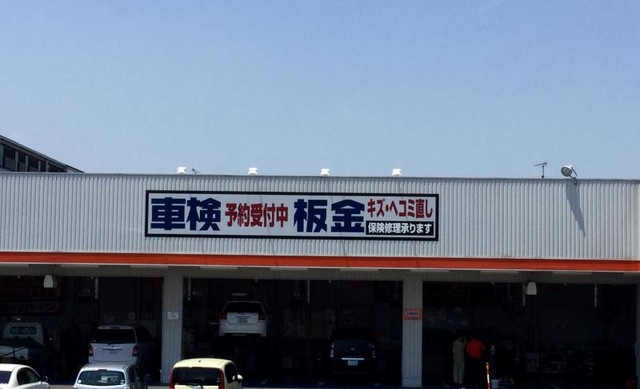 車検 予約受付中 板金 キズ・ヘコミ直し
保険修理承ります